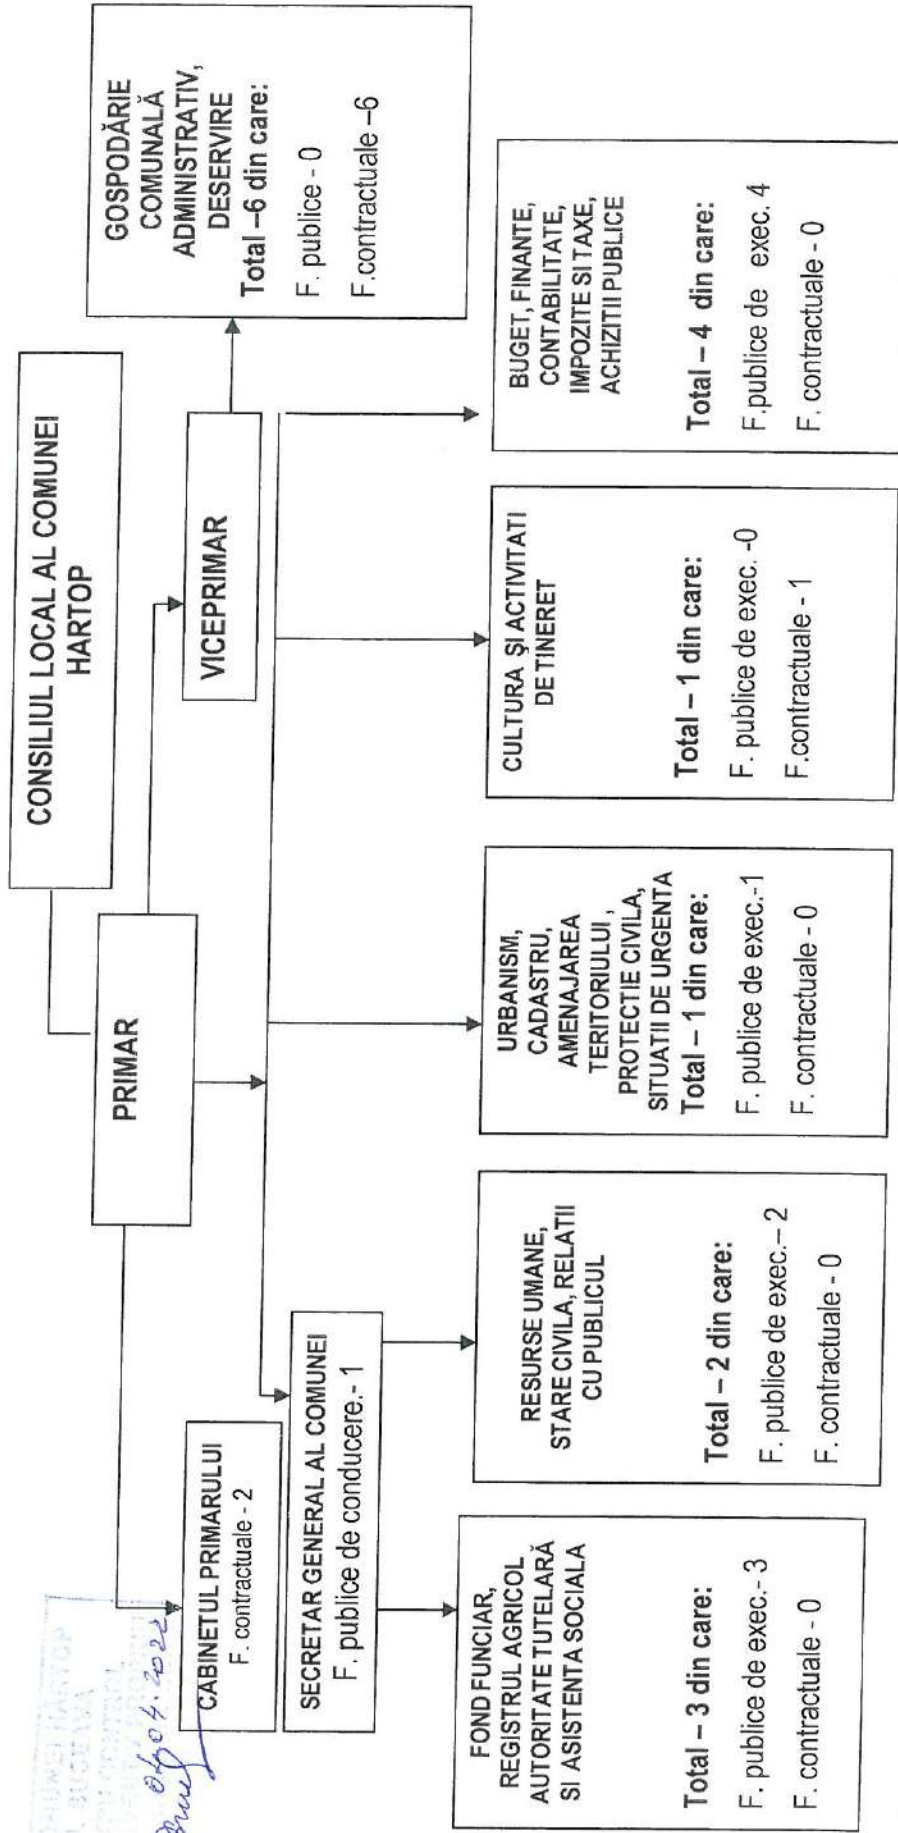 CONSILIUL LOCAL AL COMUNEI
HARTOP
PRIMAR
VICEPRIMAR
GOSPODĂRIE
COMUNALĂ
ADMINISTRATIV,
DESERVIRE
Total –6 din care:
F. publice - 0
F.contractuale –6
CABINETUL PRIMARULUI
F. contractuale - 2
SECRETAR GENERAL AL COMUNEI
F. publice de conducere.- 1
FOND FUNCIAR,
REGISTRUL AGRICOL
AUTORITATE TUTELARĂ
SI ASISTENTA SOCIALA
Total – 3 din care:
F. publice de exec.- 3
F. contractuale - 0
RESURSE UMANE,
STARE CIVILA, RELATII
CU PUBLICUL
Total – 2 din care:
F. publice de exec.– 2
F. contractuale - 0
URBANISM,
CADASTRU,
AMENAJAREA
TERITORIULUI ,
PROTECTIE CIVILA,
SITUATII DE URGENTA
Total – 1 din care:
F. publice de exec.-1
F. contractuale - 0
CULTURA ŞI ACTIVITATI
DE TINERET
Total – 1 din care:
F. publice de exec. -0
F.contractuale - 1
BUGET, FINANTE,
CONTABILITATE,
IMPOZITE SI TAXE,
ACHIZITII PUBLICE
Total – 4 din care:
F.publice de exec. 4
F. contractuale - 0
HARTOP
SUCEAVA
CONTROL
04.2022